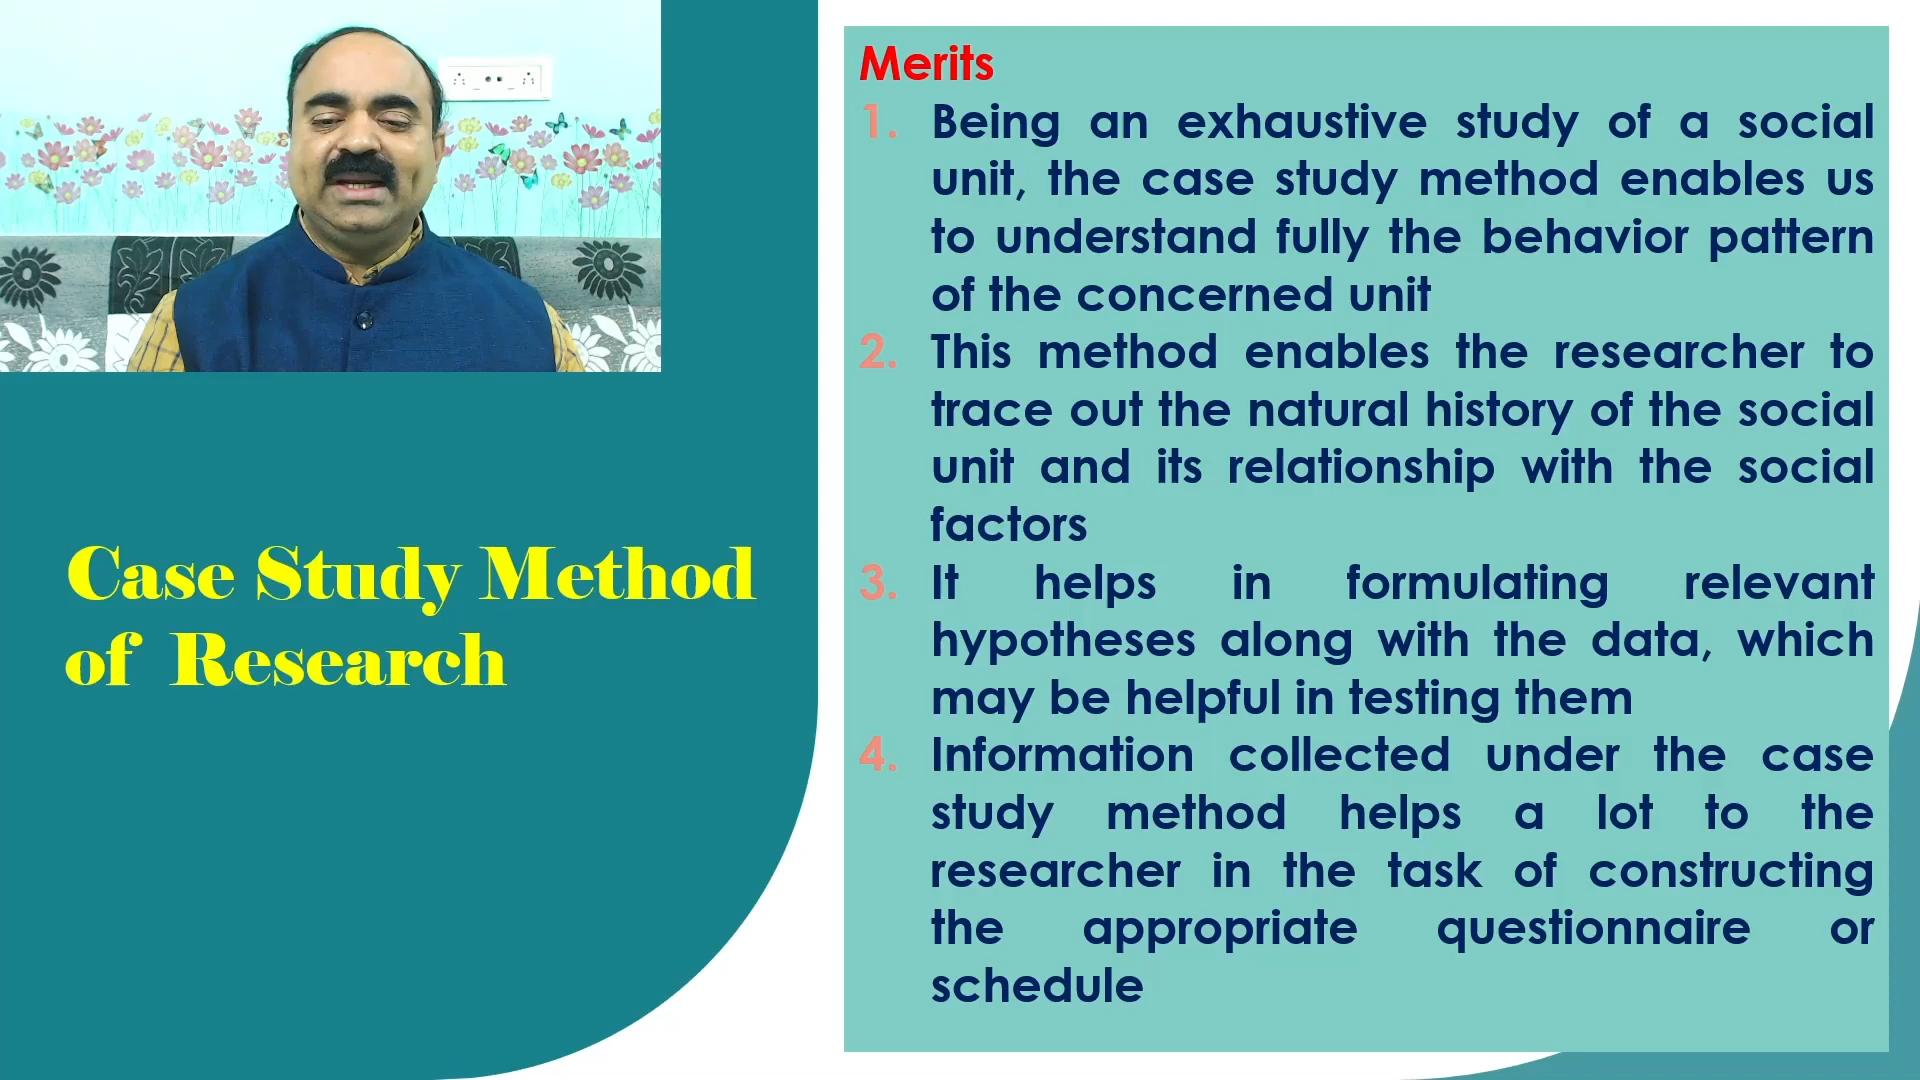 Case Study Method
of Research
Merits
1. Being an exhaustive study of a social
unit, the case study method enables us
to understand fully the behavior pattern
of the concerned unit
2. This method enables the researcher to
trace out the natural history of the social
unit and its relationship with the social
factors
3. It helps in formulating relevant
hypotheses along with the data, which
may be helpful in testing them
4. Information collected under the case
study method helps a lot to the
researcher in the task of constructing
the appropriate questionnaire or
schedule